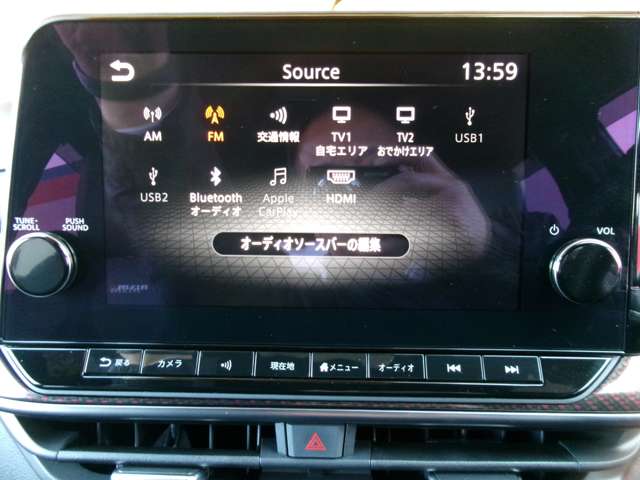 Source
13:59
AM
FM
交通情報
TV1
自宅エリア
TV2
おでかけエリア
USB1
USB2
Bluetooth
オーディオ
Apple
CarPlay
HDMI
オーディオソースバーの編集
TUNE・
SCROLL
PUSH
SOUND
VOL
戻る
カメラ
現在地
メニュー
オーディオ